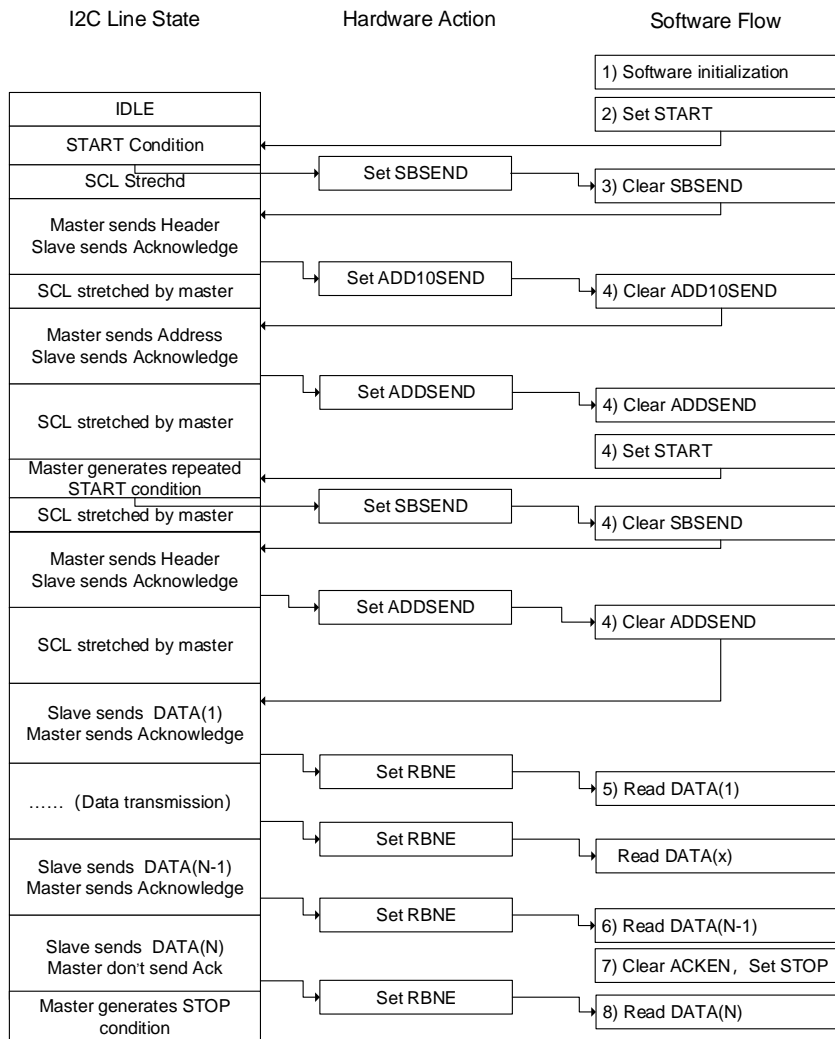 I2C Line State
Hardware Action
Software Flow
1) Software initialization
IDLE
2) Set START
START Condition
Set SBSEND
SCL Strechd
3) Clear SBSEND
Master sends Header
Slave sends Acknowledge
Set ADD10SEND
SCL stretched by master
4) Clear ADD10SEND
Master sends Address
Slave sends Acknowledge
Set ADDSEND
4) Clear ADDSEND
SCL stretched by master
4) Set START
Master generates repeated
START condition
Set SBSEND
SCL stretched by master
4) Clear SBSEND
Master sends Header
Slave sends Acknowledge
Set ADDSEND
4) Clear ADDSEND
SCL stretched by master
Slave sends DATA(1)
Master sends Acknowledge
Set RBNE
5) Read DATA(1)
…… (Data transmission)
Set RBNE
Read DATA(x)
Slave sends DATA(N-1)
Master sends Acknowledge
Set RBNE
6) Read DATA(N-1)
Slave sends DATA(N)
Master don't send Ack
7) Clear ACKEN, Set STOP
Set RBNE
8) Read DATA(N)
Master generates STOP
condition